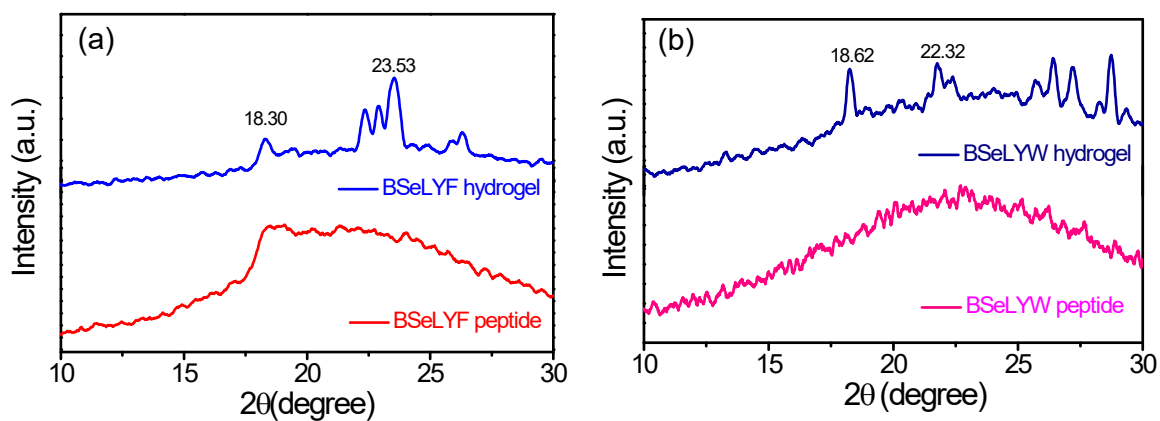 (a)
23.53
18.30
BSeLYF hydrogel
BSeLYF peptide
Intensity (a.u.)
10 15 20 25 30
2θ(degree)
(b)
18.62 22.32
BSeLYW hydrogel
BSeLYW peptide
Intensity (a.u.)
10 15 20 25 30
2θ (degree)